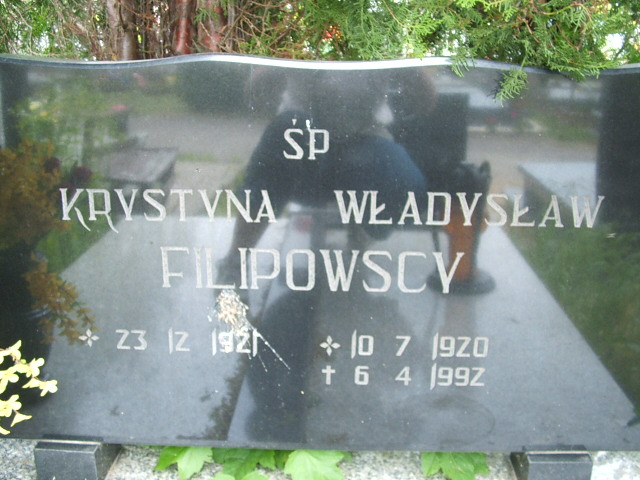 ŚP
KRYSTYNA WŁADYSŁAW
FILIPOWSCY
23 12 1921 10 7 1920
† 6 4 1992